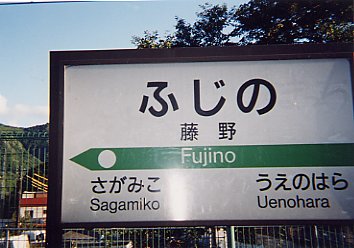 ふじの
藤野
Fujino
さがみこ うえのはら
Sagamiko Uenohara